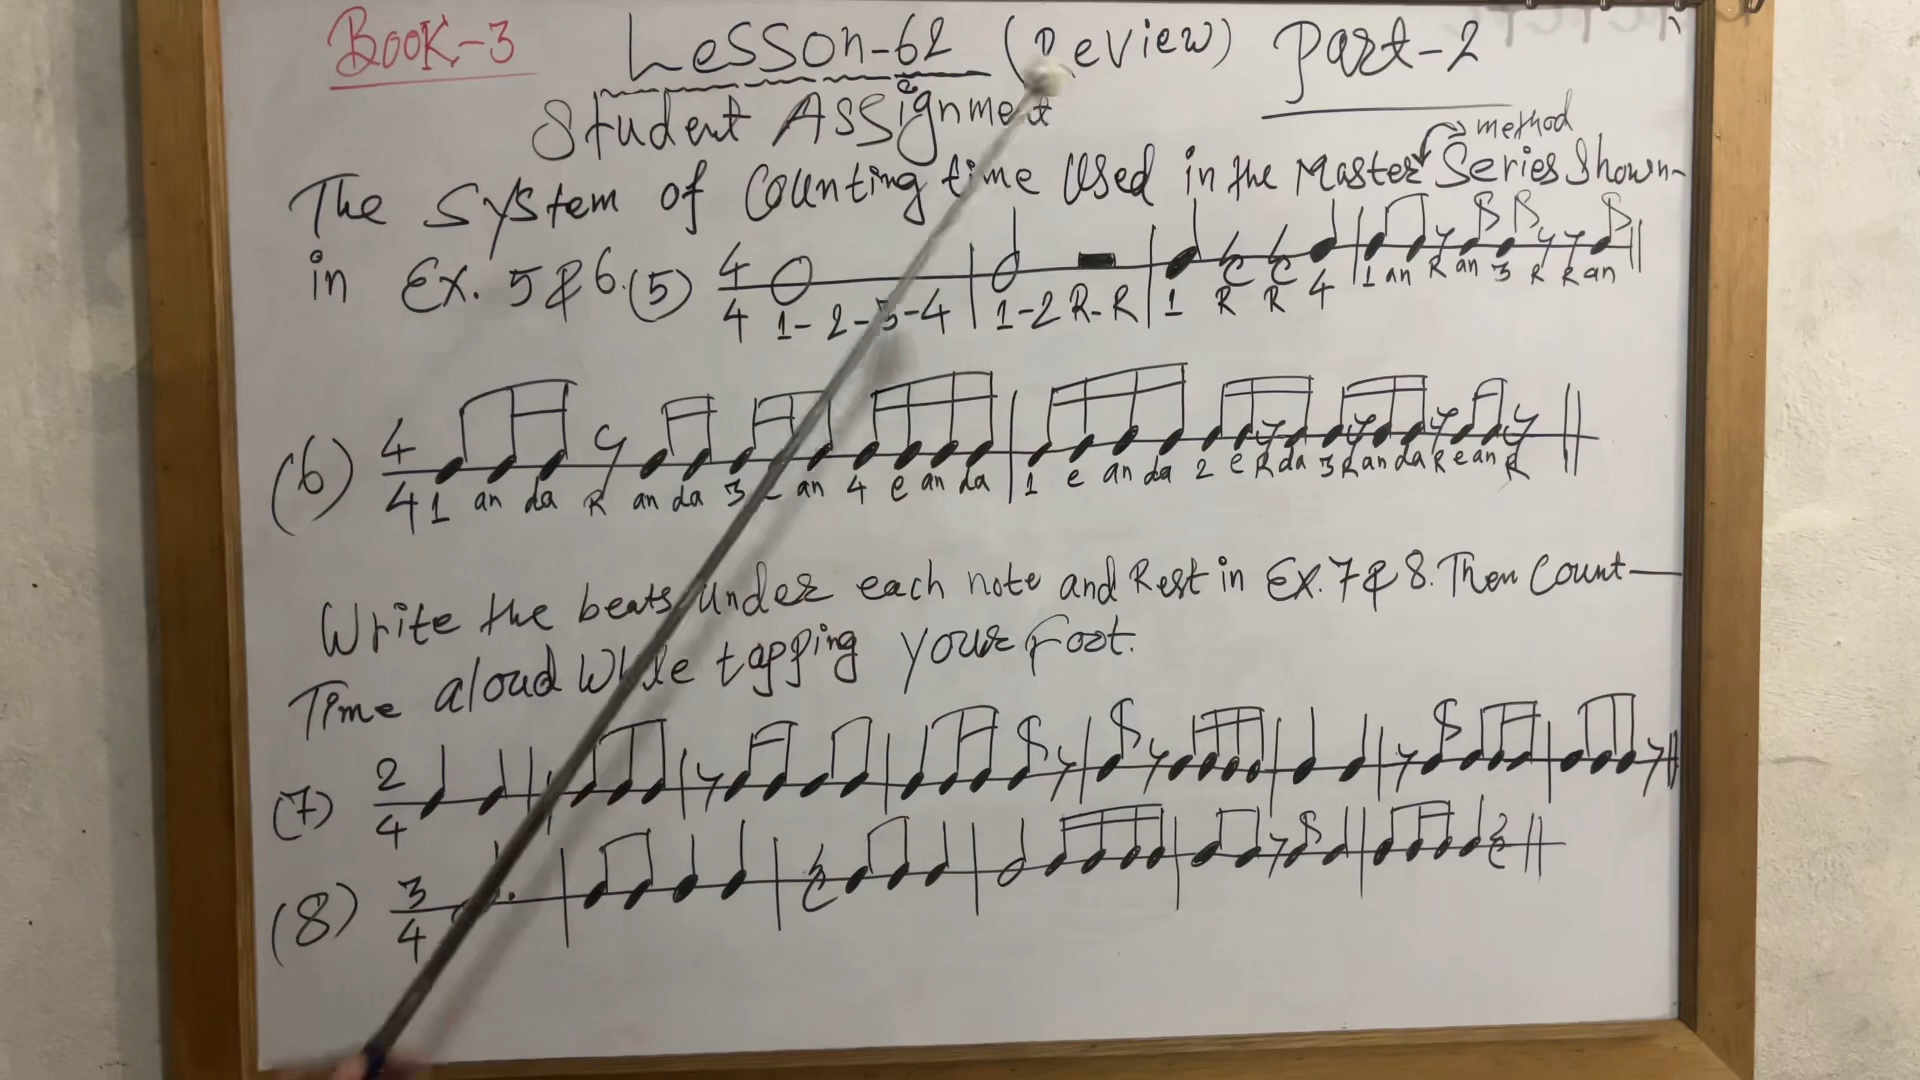 BOOK-3 Lesson-62 (Review) Part-2
Student Assignment
method
The System of Counting time Used in the Master Series Shown-
in Ex. 5 & 6. (5) 4 4 1-2-3-4 1-2 R-R 1 R R 4 1 an R an 3 R R an
(6) 4 4 1 an da R an da 3 an 4 e an da 1 e an da 2 e R da 3 R an da R e an R
Write the beats Under each note and Rest in Ex. 7 & 8. Then Count-
Time aloud While tapping your Foot.
(7) 2 4
(8) 3 4